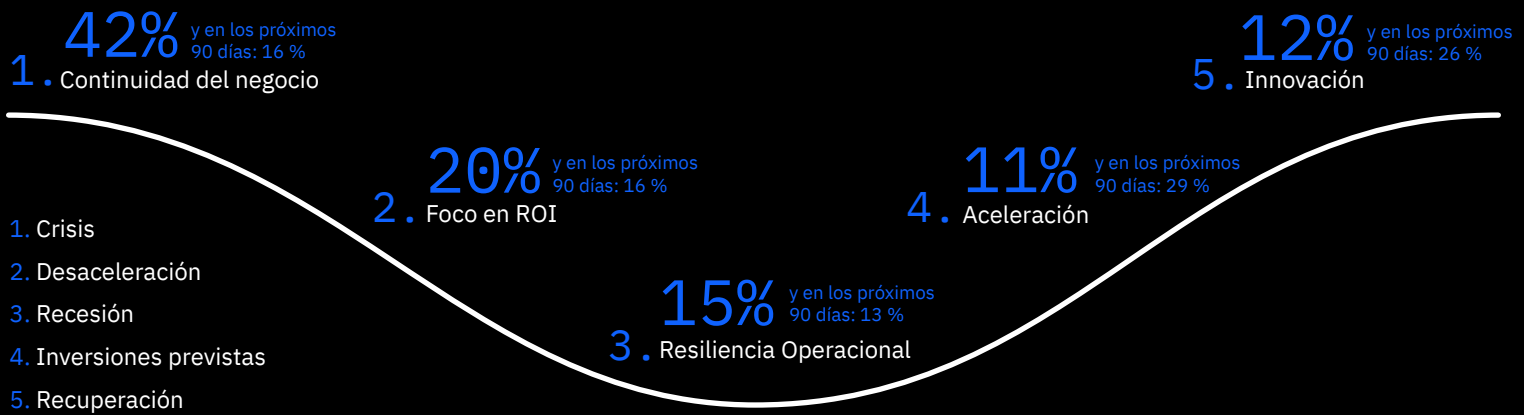 1. 42% y en los próximos
90 días: 16 %
Continuidad del negocio
2. 20% y en los próximos
90 días: 16 %
Foco en ROI
3. 15% y en los próximos
90 días: 13 %
Resiliencia Operacional
4. 11% y en los próximos
90 días: 29 %
Aceleración
5. 12% y en los próximos
90 días: 26 %
Innovación
1. Crisis
2. Desaceleración
3. Recesión
4. Inversiones previstas
5. Recuperación